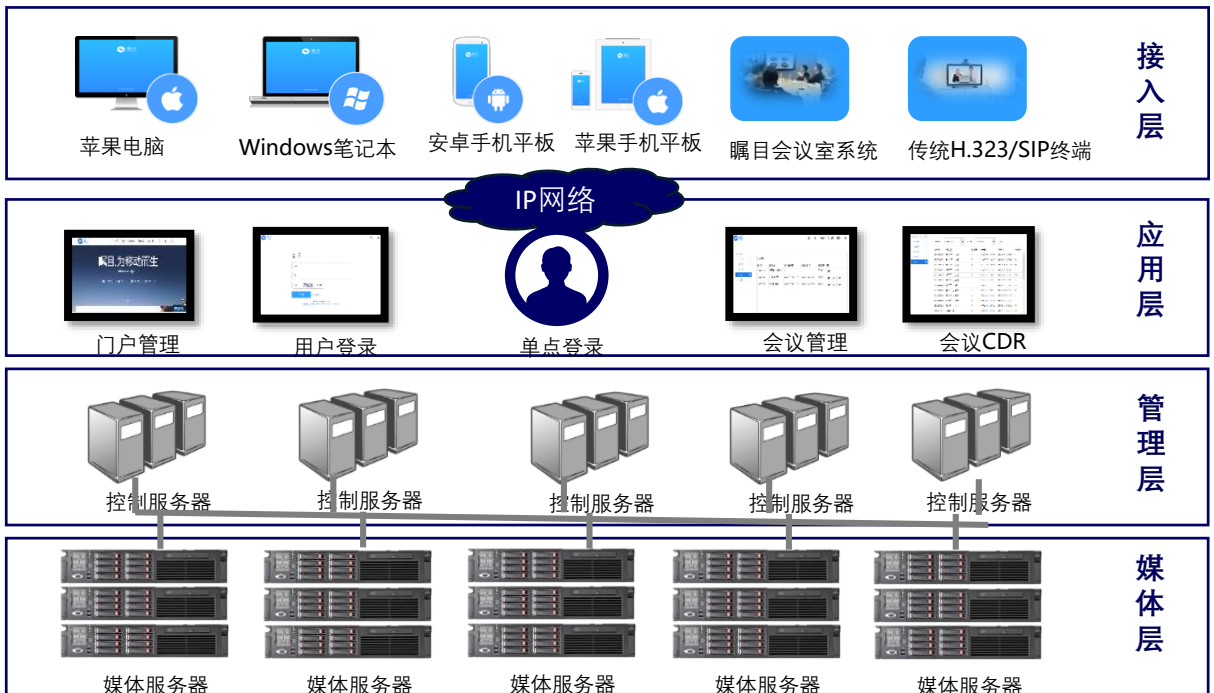 苹果电脑
Windows笔记本
安卓手机平板
苹果手机平板
瞩目会议室系统
传统H.323/SIP终端
接入层
IP网络
瞩目,为移动而生
门户管理
用户登录
单点登录
会议管理
会议CDR
应用层
控制服务器
控制服务器
控制服务器
控制服务器
控制服务器
管理层
媒体服务器
媒体服务器
媒体服务器
媒体服务器
媒体服务器
媒体层